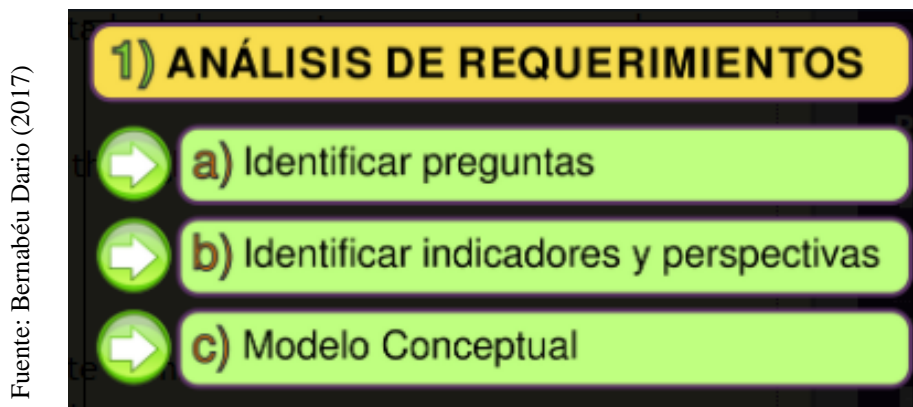 Fuente: Bernabéu Dario (2017)
1) ANÁLISIS DE REQUERIMIENTOS
a) Identificar preguntas
b) Identificar indicadores y perspectivas
c) Modelo Conceptual